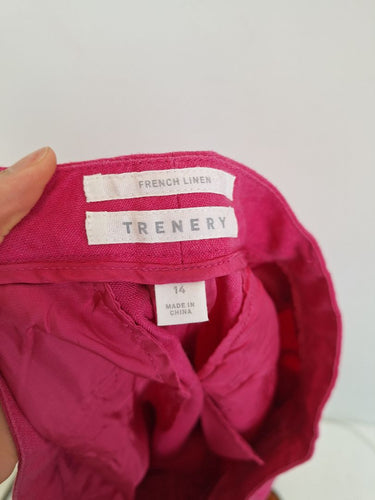 FRENCH LINEN
TRENERY
14
MADE IN
CHINA